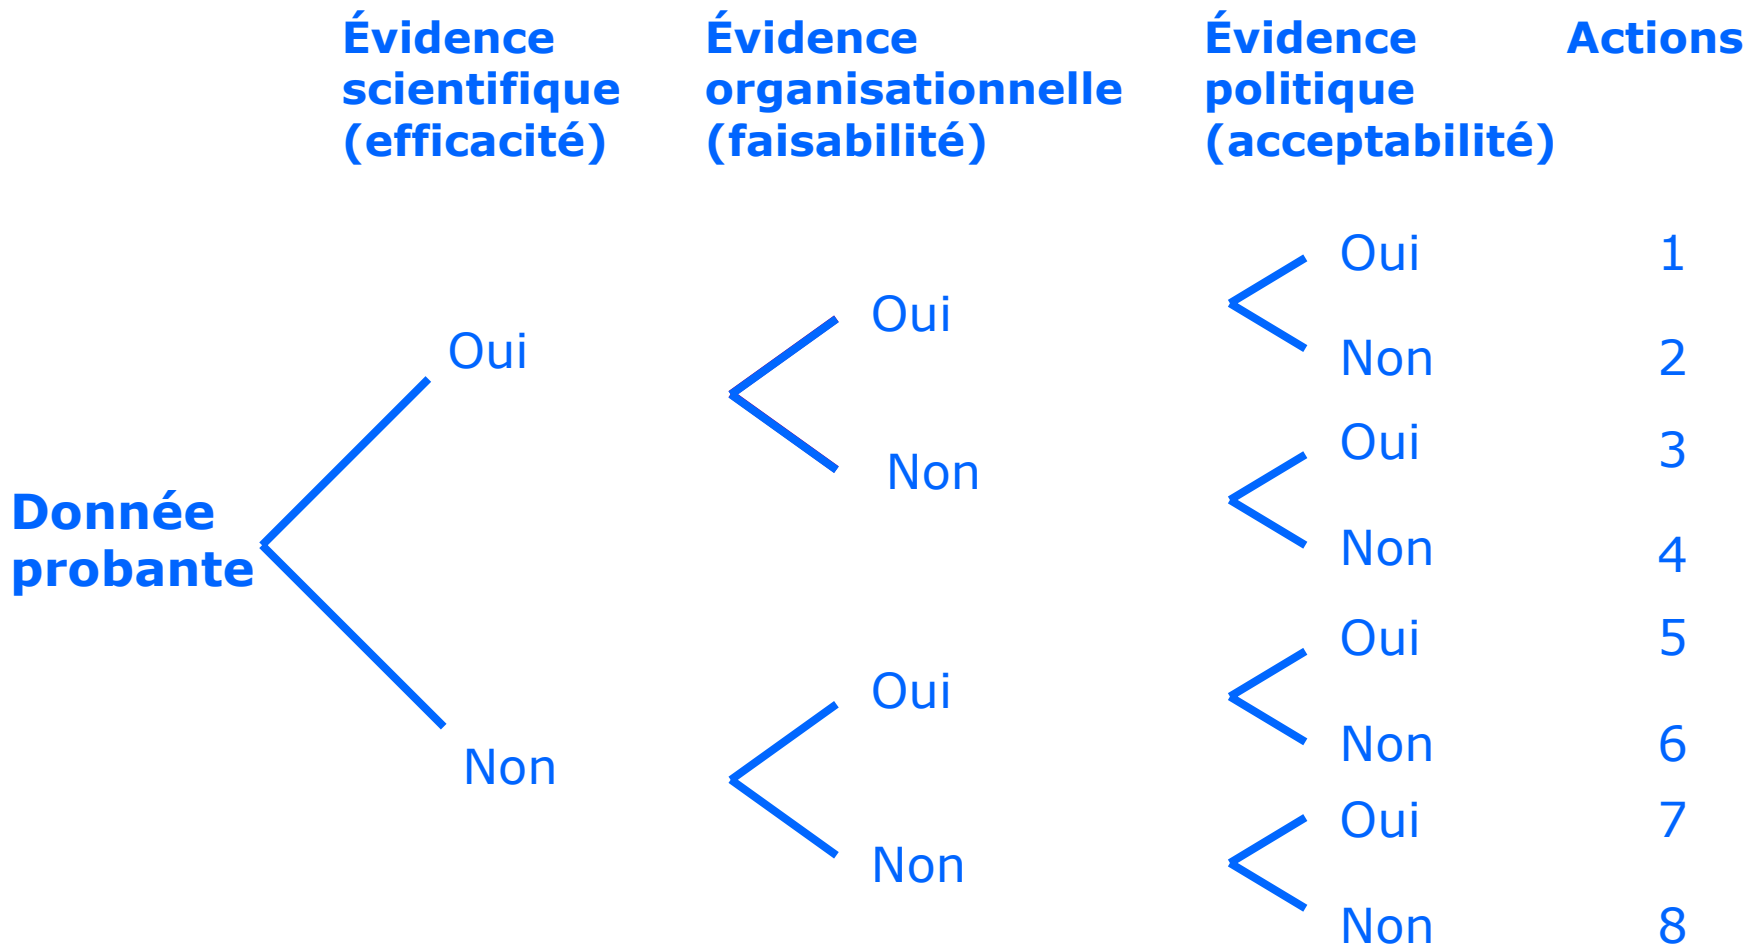 Évidence scientifique (efficacité)
Évidence organisationnelle (faisabilité)
Évidence politique (acceptabilité)
Actions
Donnée
probante
Oui
Non
Oui
Non
Oui
Non
Oui 1
Non 2
Oui 3
Non 4
Oui 5
Non 6
Oui 7
Non 8